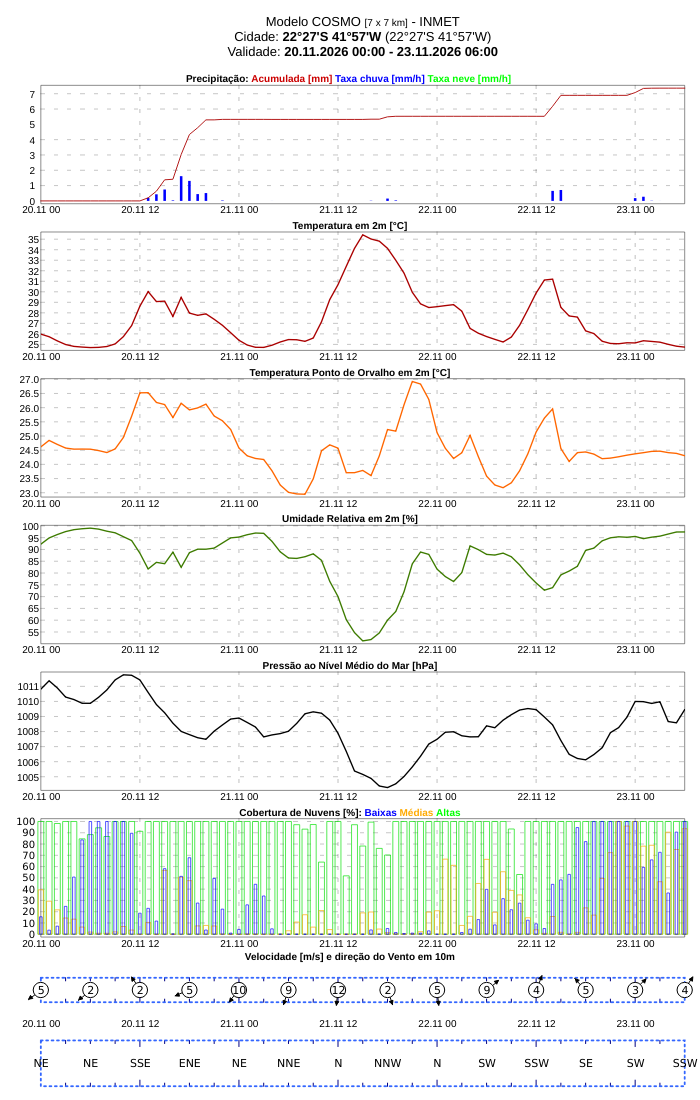 Modelo COSMO [7 x 7 km] - INMET
Cidade: 22°27'S 41°57'W (22°27'S 41°57'W)
Validade: 20.11.2026 00:00 - 23.11.2026 06:00
Precipitação: Acumulada [mm] Taxa chuva [mm/h] Taxa neve [mm/h]
7
6
5
4
3
2
1
0
20.11 00 20.11 12 21.11 00 21.11 12 22.11 00 22.11 12 23.11 00
Temperatura em 2m [°C]
35
34
33
32
31
30
29
28
27
26
25
20.11 00 20.11 12 21.11 00 21.11 12 22.11 00 22.11 12 23.11 00
Temperatura Ponto de Orvalho em 2m [°C]
27.0
26.5
26.0
25.5
25.0
24.5
24.0
23.5
23.0
20.11 00 20.11 12 21.11 00 21.11 12 22.11 00 22.11 12 23.11 00
Umidade Relativa em 2m [%]
100
95
90
85
80
75
70
65
60
55
20.11 00 20.11 12 21.11 00 21.11 12 22.11 00 22.11 12 23.11 00
Pressão ao Nível Médio do Mar [hPa]
1011
1010
1009
1008
1007
1006
1005
20.11 00 20.11 12 21.11 00 21.11 12 22.11 00 22.11 12 23.11 00
Cobertura de Nuvens [%]: Baixas Médias Altas
100
90
80
70
60
50
40
30
20
10
0
20.11 00 20.11 12 21.11 00 21.11 12 22.11 00 22.11 12 23.11 00
Velocidade [m/s] e direção do Vento em 10m
5 2 2 5 10 9 12 2 5 9 4 5 3 4
20.11 00 20.11 12 21.11 00 21.11 12 22.11 00 22.11 12 23.11 00
NE NE SSE ENE NE NNE N NNW N SW SSW SE SW SSW